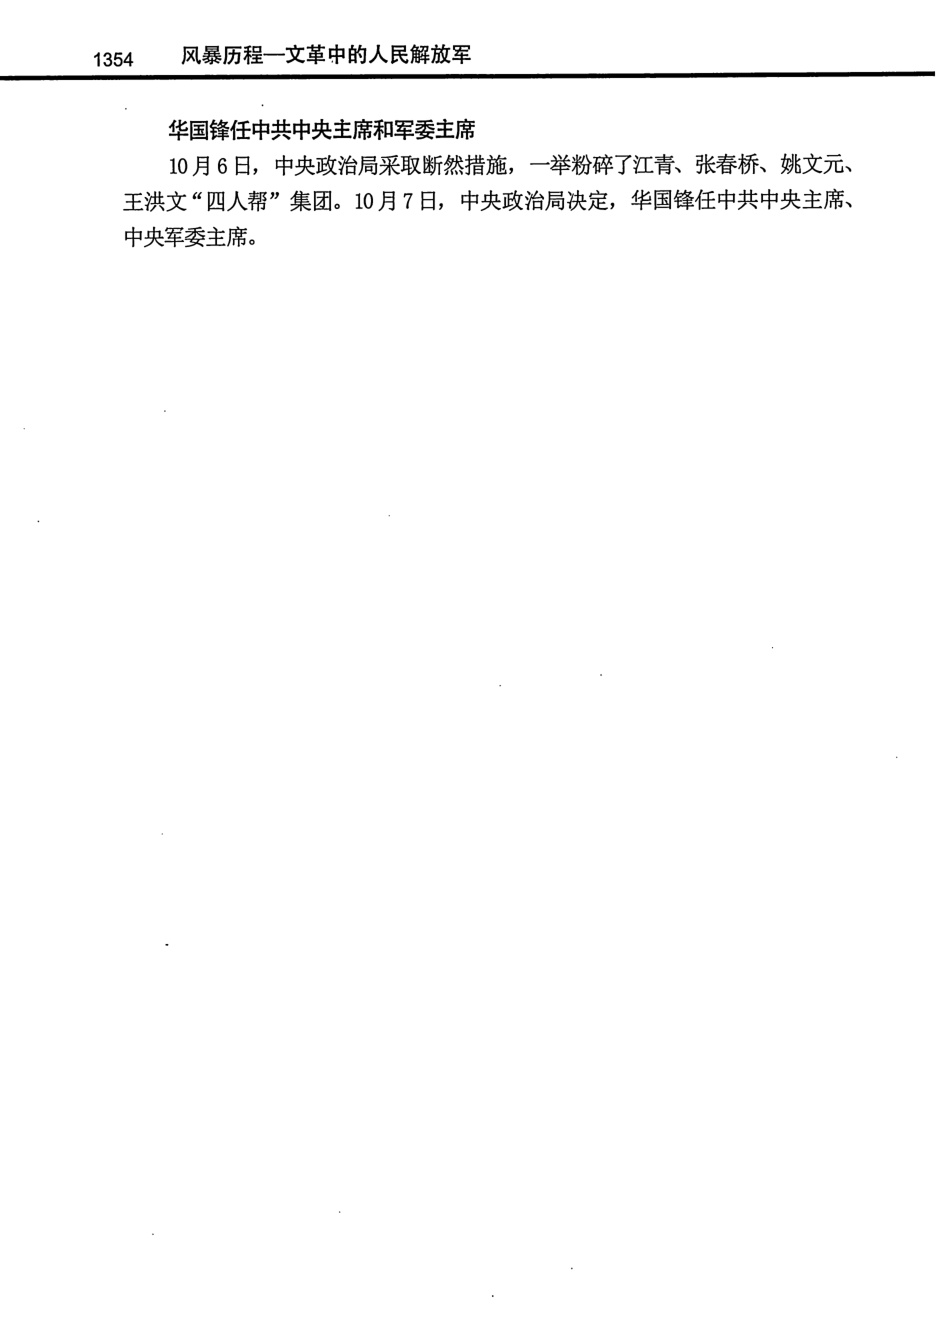 1354 风暴历程—文革中的人民解放军
华国锋任中共中央主席和军委主席
10月6日，中央政治局采取断然措施，一举粉碎了江青、张春桥、姚文元、
王洪文“四人帮”集团。10月7日，中央政治局决定，华国锋任中共中央主席、
中央军委主席。